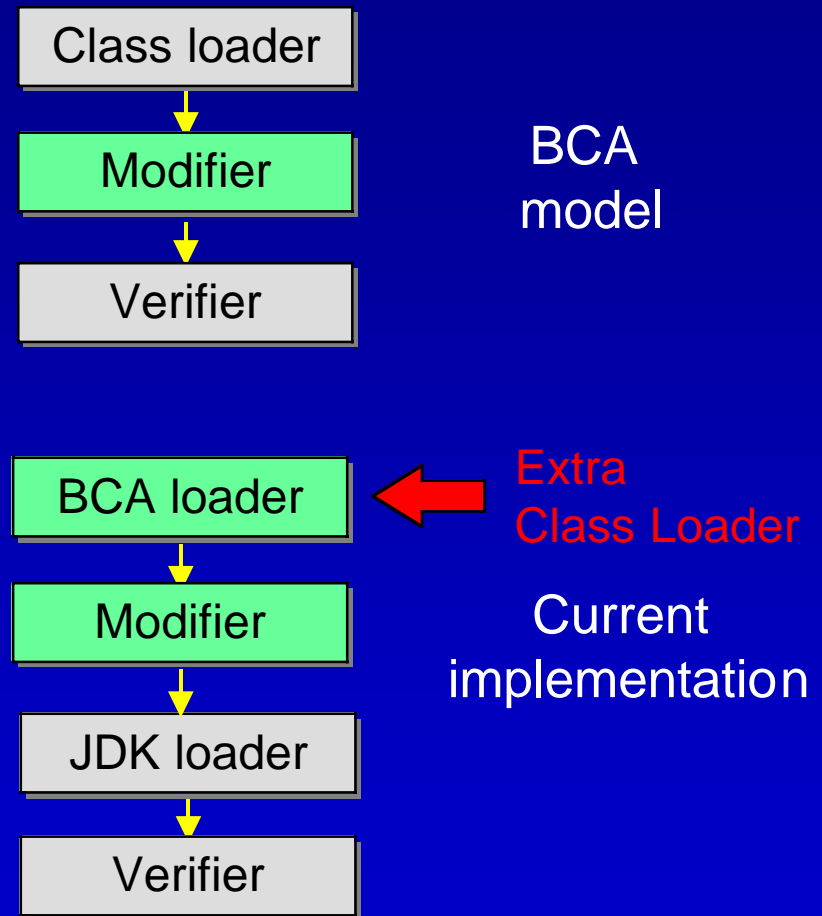 Class loader
Modifier
Verifier
BCA
model
BCA loader
Modifier
JDK loader
Verifier
Extra
Class Loader
Current
implementation